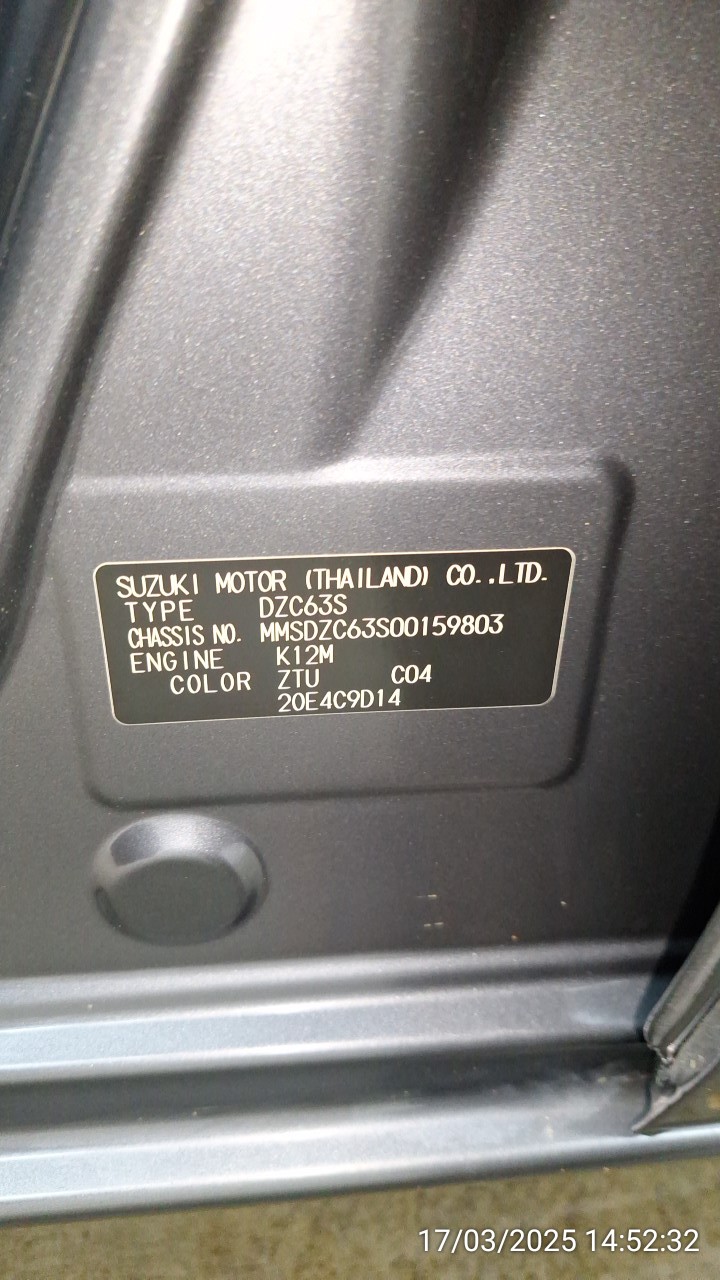 SUZUKI MOTOR (THAILAND) CO.,LTD.
TYPE DZC63S
CHASSIS NO. MMSDZC63S00159803
ENGINE K12M
COLOR ZTU C04
20E4C9D14
17/03/2025 14:52:32